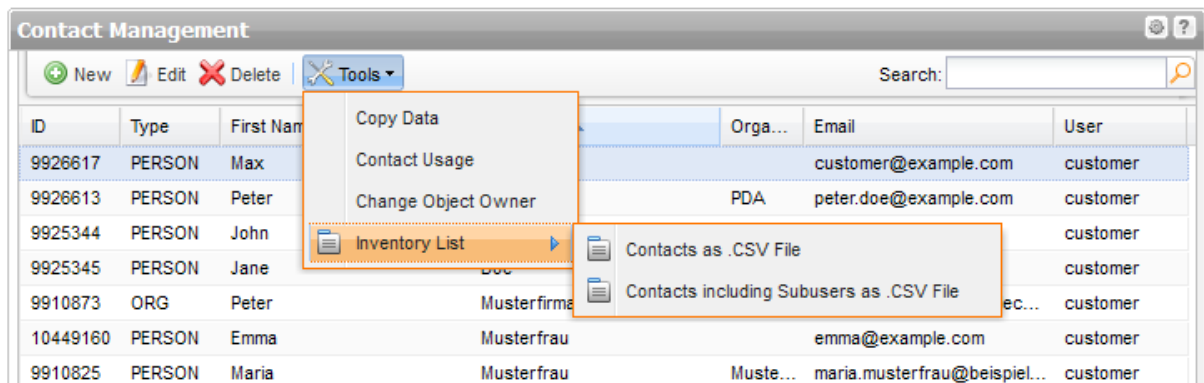 Contact Management
New Edit Delete Tools Search:
ID Type First Nam Orga... Email User
Copy Data
9926617 PERSON Max customer@example.com customer
Contact Usage
9926613 PERSON Peter PDA peter.doe@example.com customer
Change Object Owner
9925344 PERSON John customer
Inventory List
Contacts as .CSV File
9925345 PERSON Jane Doe customer
Contacts including Subusers as .CSV File
9910873 ORG Peter Musterfirma ec... customer
10449160 PERSON Emma Musterfrau emma@example.com customer
9910825 PERSON Maria Musterfrau Muste... maria.musterfrau@beispiel... customer